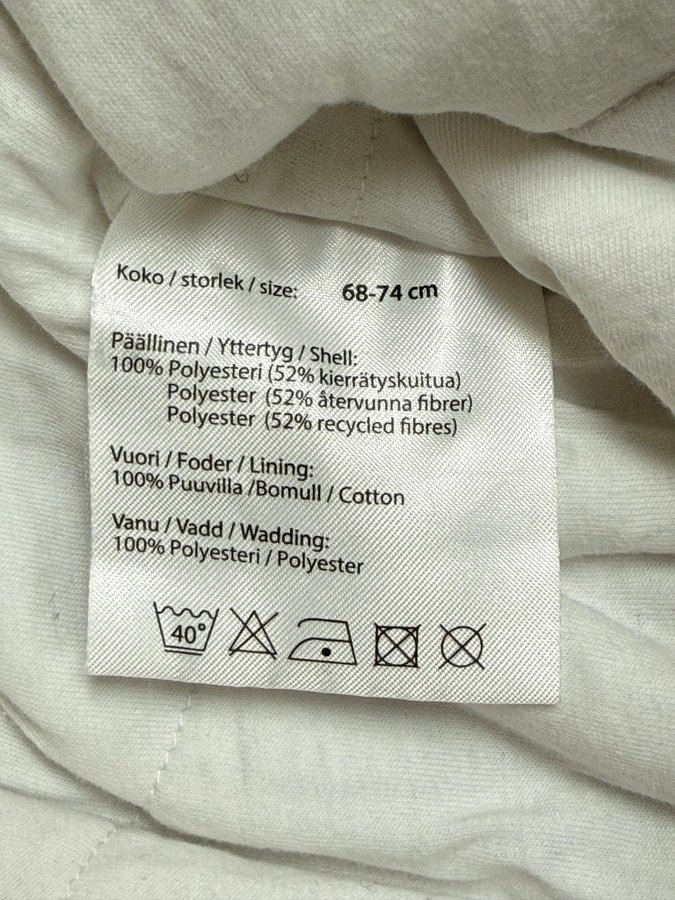 Koko / storlek / size: 68-74 cm
Päällinen / Yttertyg / Shell:
100% Polyesteri (52% kierrätyskuitua)
Polyester (52% återvunna fibrer)
Polyester (52% recycled fibres)
Vuori / Foder / Lining:
100% Puuvilla /Bomull / Cotton
Vanu / Vadd / Wadding:
100% Polyesteri / Polyester
40°